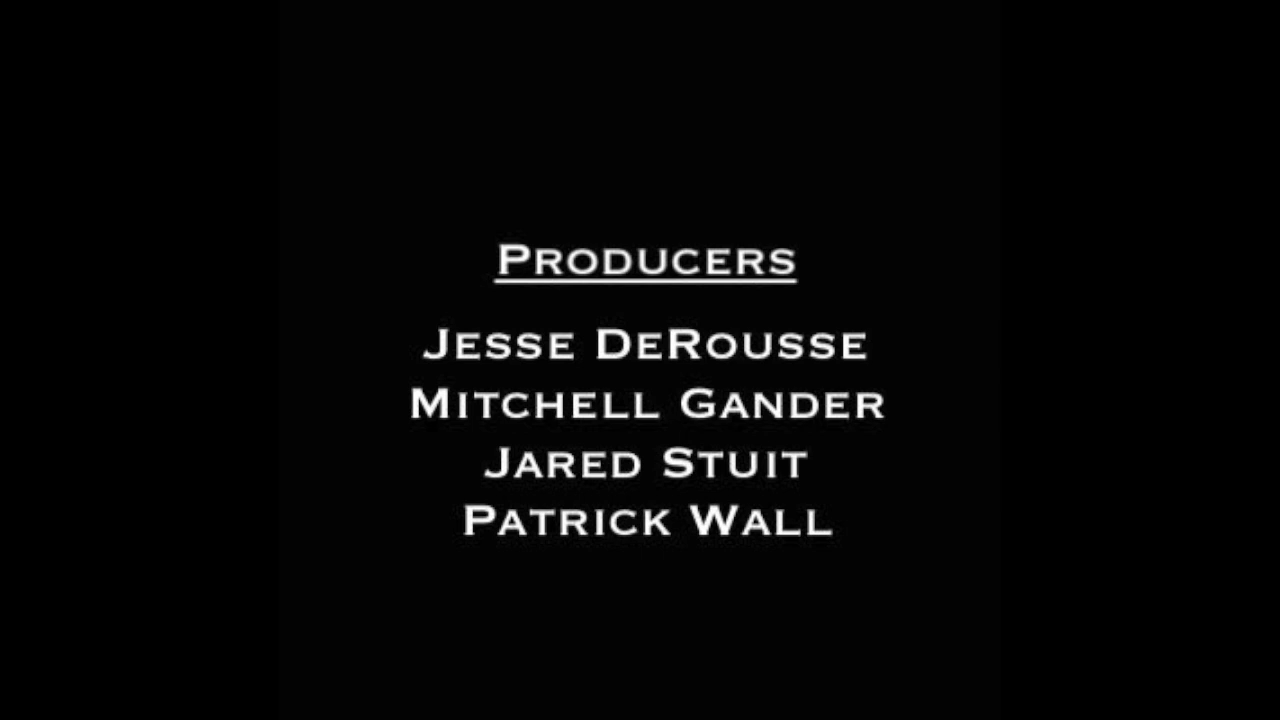 Producers
Jesse DeRousse
Mitchell Gander
Jared Stuit
Patrick Wall